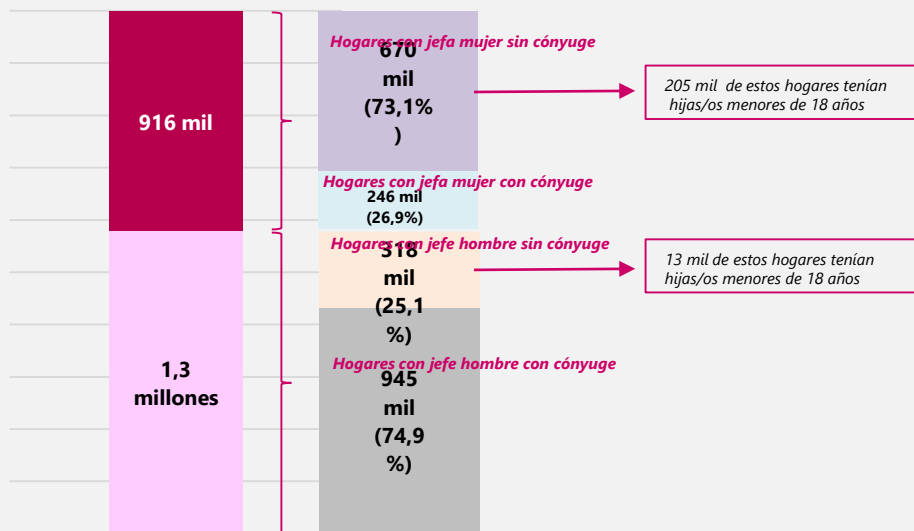 Hogares con jefa mujer sin cónyuge
670
mil
(73,1%
)
205 mil de estos hogares tenían
hijas/os menores de 18 años
916 mil
Hogares con jefa mujer con cónyuge
246 mil
(26,9%)
Hogares con jefe hombre sin cónyuge
318
mil
(25,1
%)
13 mil de estos hogares tenían
hijas/os menores de 18 años
Hogares con jefe hombre con cónyuge
1,3
millones
945
mil
(74,9
%)